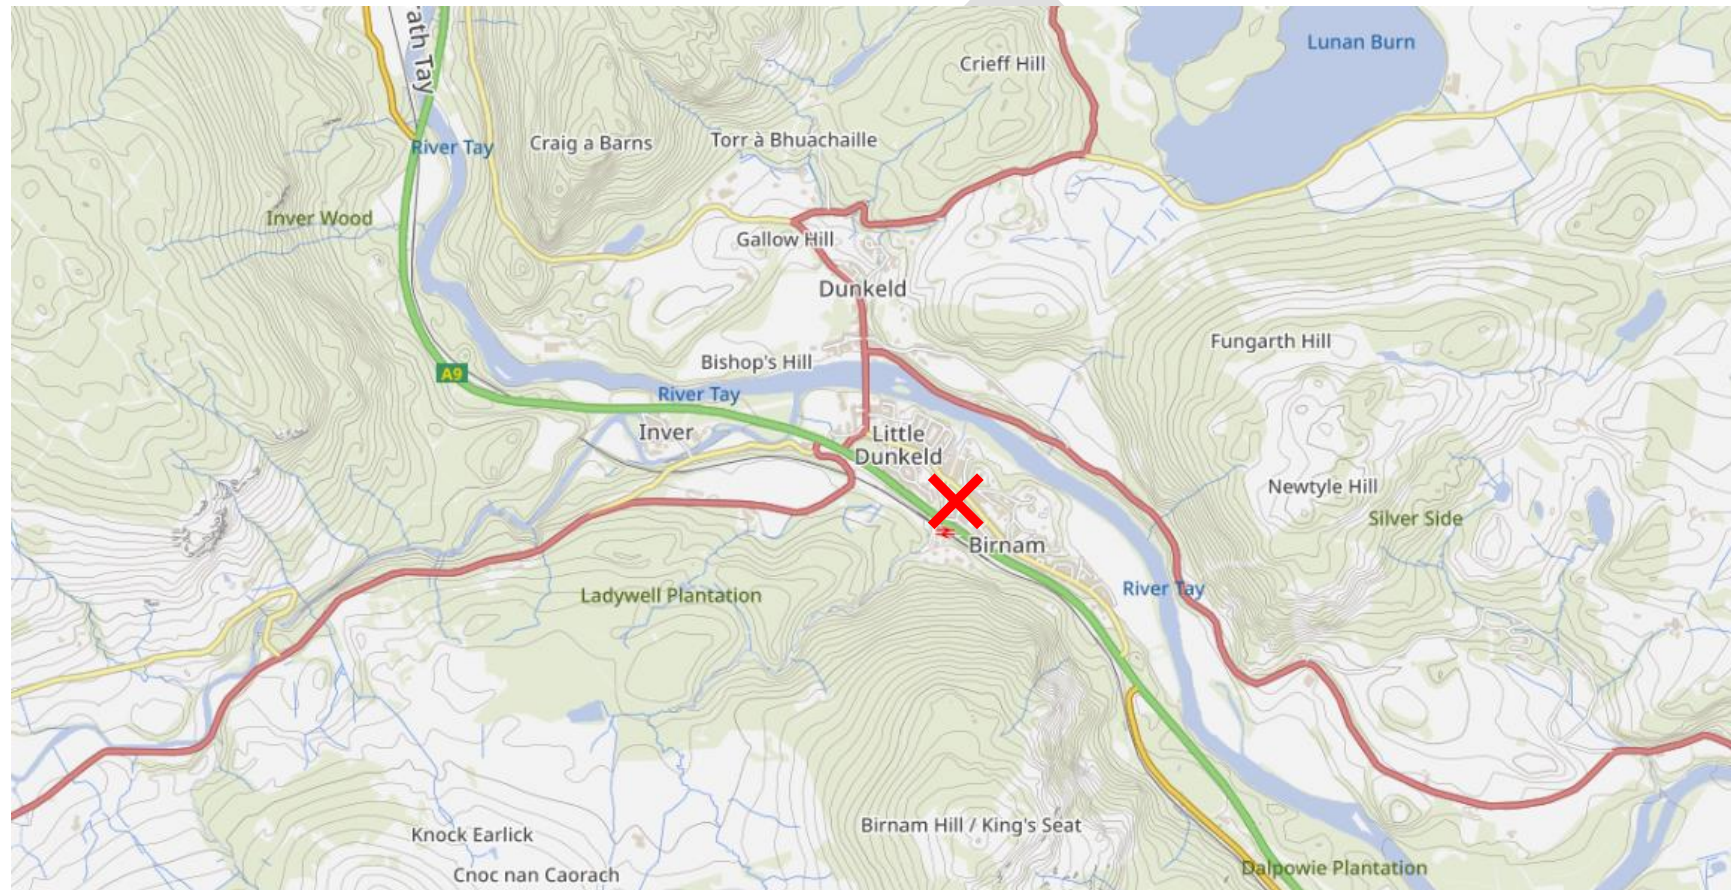 rath Tay
Lunan Burn
Crieff Hill
Craig a Barns
Torr à Bhuachaille
River Tay
Inver Wood
Gallow Hill
Dunkeld
Fungarth Hill
Bishop's Hill
A9
River Tay
Inver
Little
Dunkeld
Newtyle Hill
Silver Side
Birnam
River Tay
Ladywell Plantation
Birnam Hill / King's Seat
Knock Earlick
Cnoc nan Caorach
Dalpowie Plantation